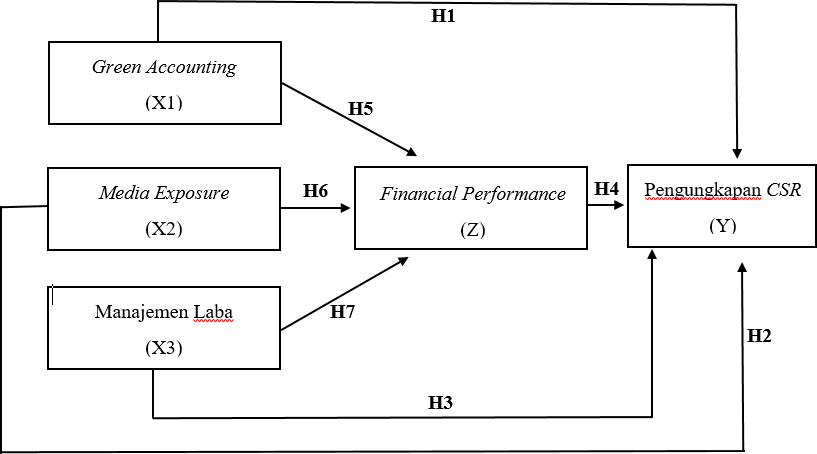 H1
Green Accounting
(X1)
H5
Media Exposure
(X2)
H6
Financial Performance
(Z)
H4
Pengungkapan CSR
(Y)
Manajemen Laba
(X3)
H7
H2
H3